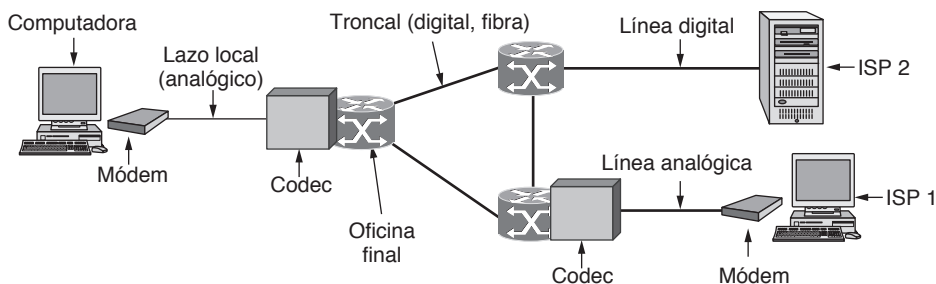 Computadora
Lazo local
(analógico)
Troncal (digital, fibra)
Línea digital
ISP 2
Módem
Codec
Oficina
final
Línea analógica
ISP 1
Codec
Módem